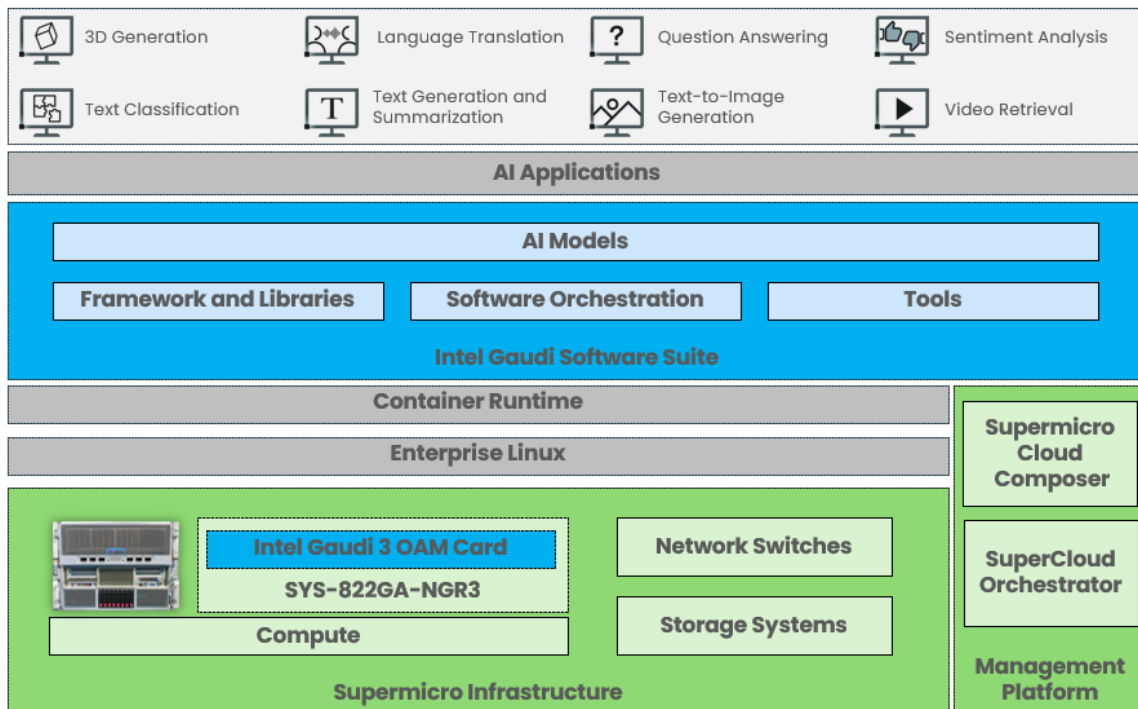 3D Generation
Language Translation
?
Question Answering
Sentiment Analysis
Text Classification
T
Text Generation and
Summarization
Text-to-Image
Generation
Video Retrieval
AI Applications
AI Models
Framework and Libraries
Software Orchestration
Tools
Intel Gaudi Software Suite
Container Runtime
Enterprise Linux
Supermicro
Cloud
Composer
SuperCloud
Orchestrator
Management
Platform
Intel Gaudi 3 OAM Card
SYS-822GA-NGR3
Compute
Network Switches
Storage Systems
Supermicro Infrastructure